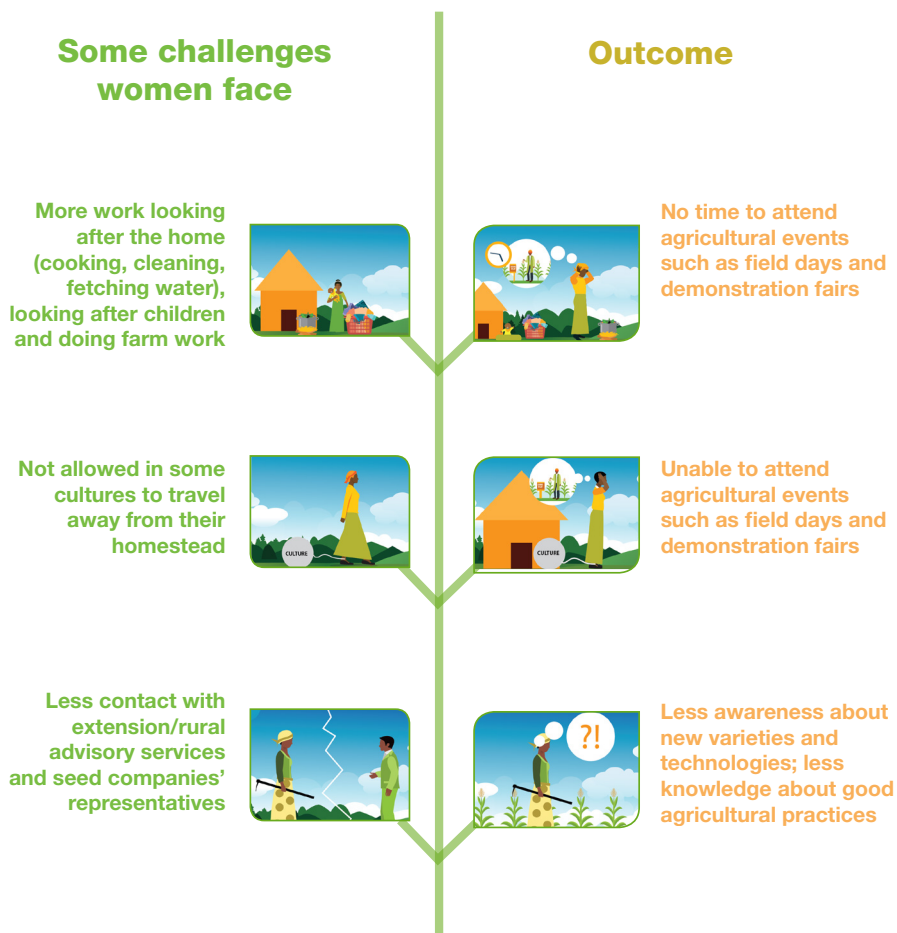 Some challenges
women face
Outcome
More work looking
after the home
(cooking, cleaning,
fetching water),
looking after children
and doing farm work
No time to attend
agricultural events
such as field days and
demonstration fairs
Not allowed in some
cultures to travel
away from their
homestead
CULTURE
CULTURE
Unable to attend
agricultural events
such as field days and
demonstration fairs
Less contact with
extension/rural
advisory services
and seed companies’
representatives
?!
Less awareness about
new varieties and
technologies; less
knowledge about good
agricultural practices